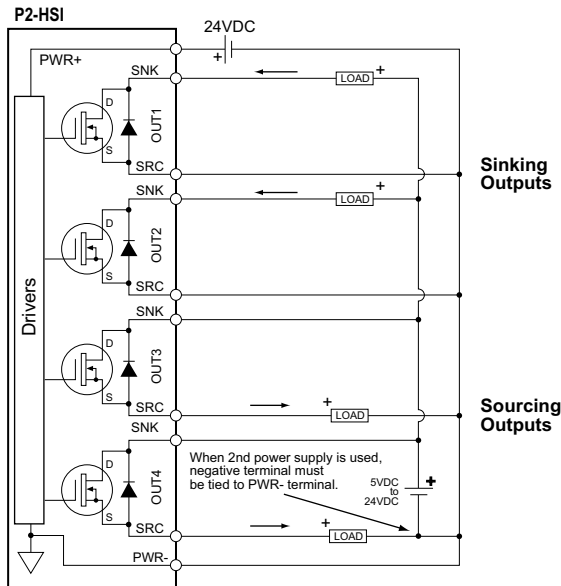 P2-HSI
24VDC
+
PWR+
SNK
+
LOAD
D
OUT1
S
SRC
Sinking
Outputs
SNK
+
LOAD
D
OUT2
S
SRC
Drivers
SNK
D
OUT3
S
SRC
+
LOAD
Sourcing
Outputs
SNK
When 2nd power supply is used,
negative terminal must
be tied to PWR- terminal.
D
OUT4
S
5VDC
to
24VDC
+
SRC
+
LOAD
PWR-